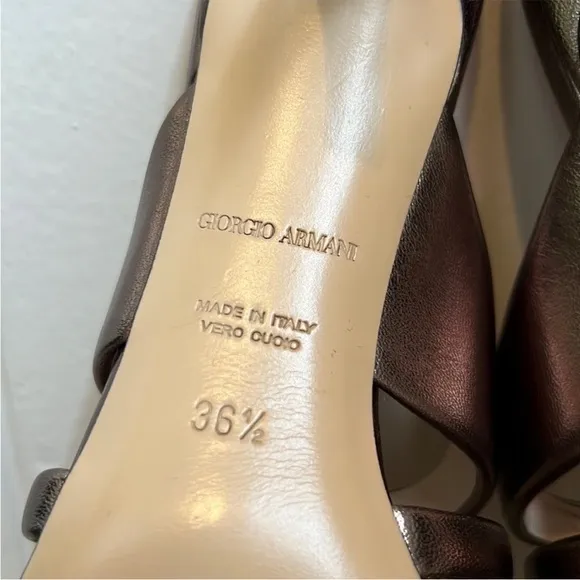 GIORGIO ARMANI
MADE IN ITALY
VERO CUOIO
36½